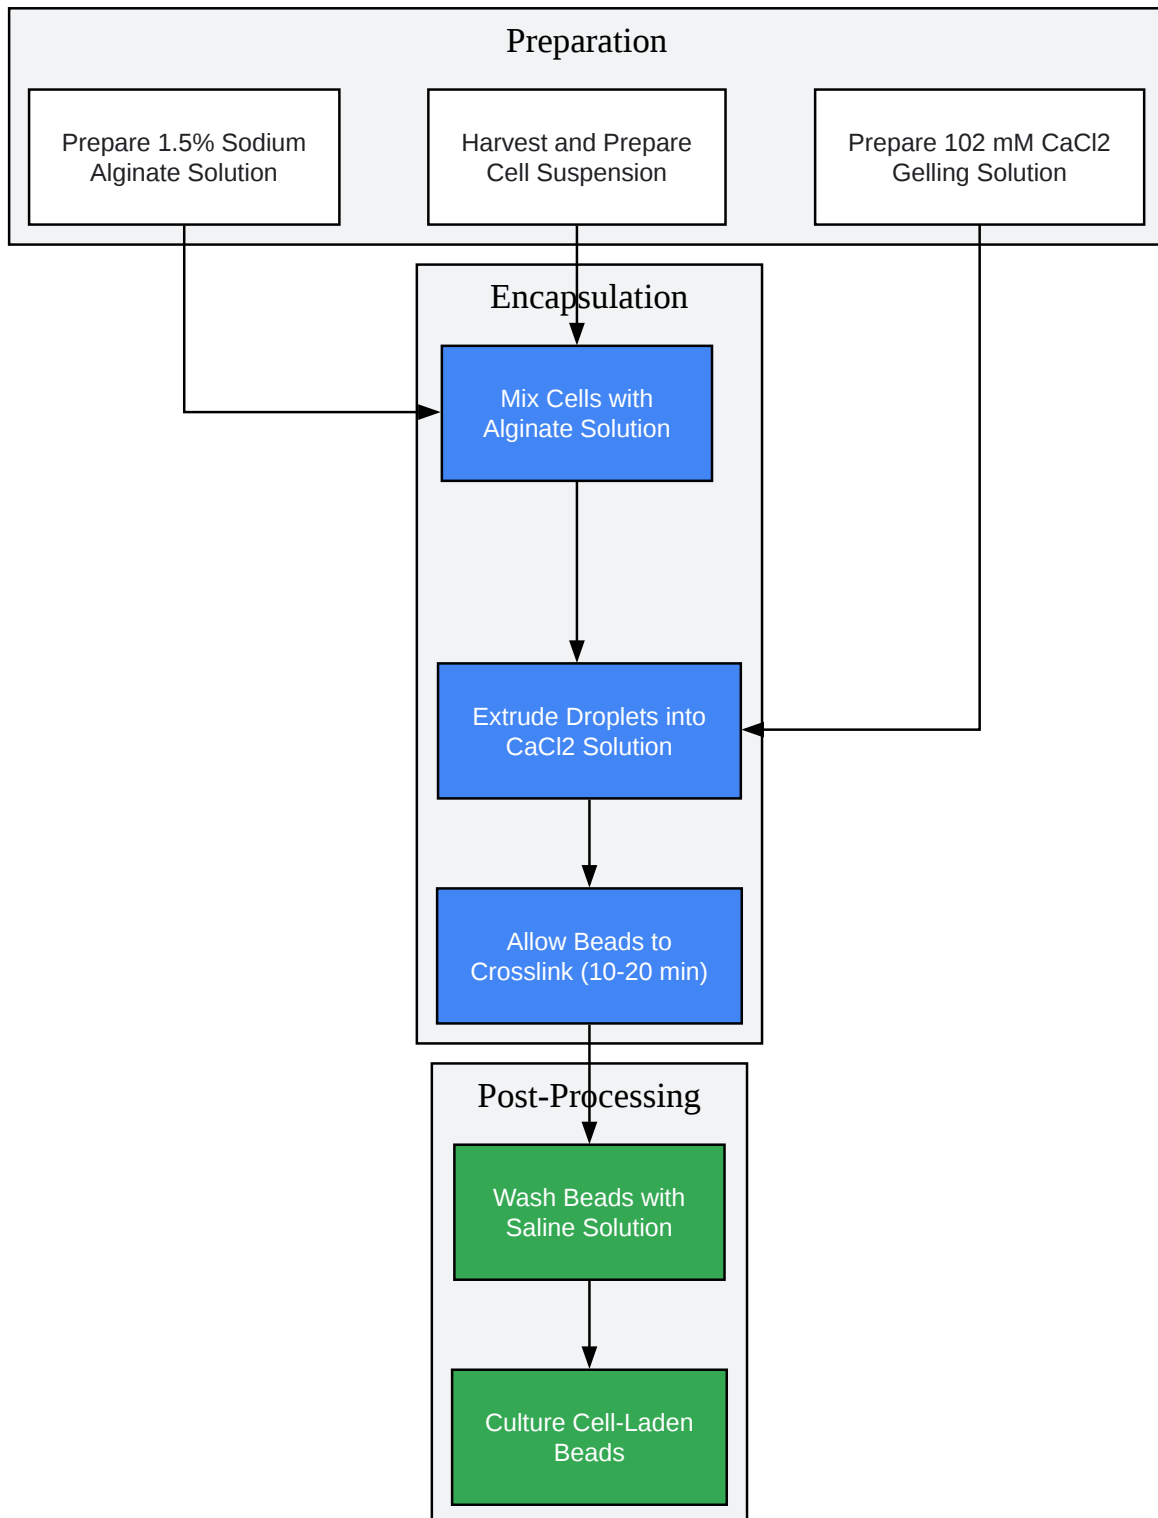 Preparation
Prepare 1.5% Sodium
Alginate Solution
Harvest and Prepare
Cell Suspension
Prepare 102 mM CaCl2
Gelling Solution
Encapsulation
Mix Cells with
Alginate Solution
Extrude Droplets into
CaCl2 Solution
Allow Beads to
Crosslink (10-20 min)
Post-Processing
Wash Beads with
Saline Solution
Culture Cell-Laden
Beads